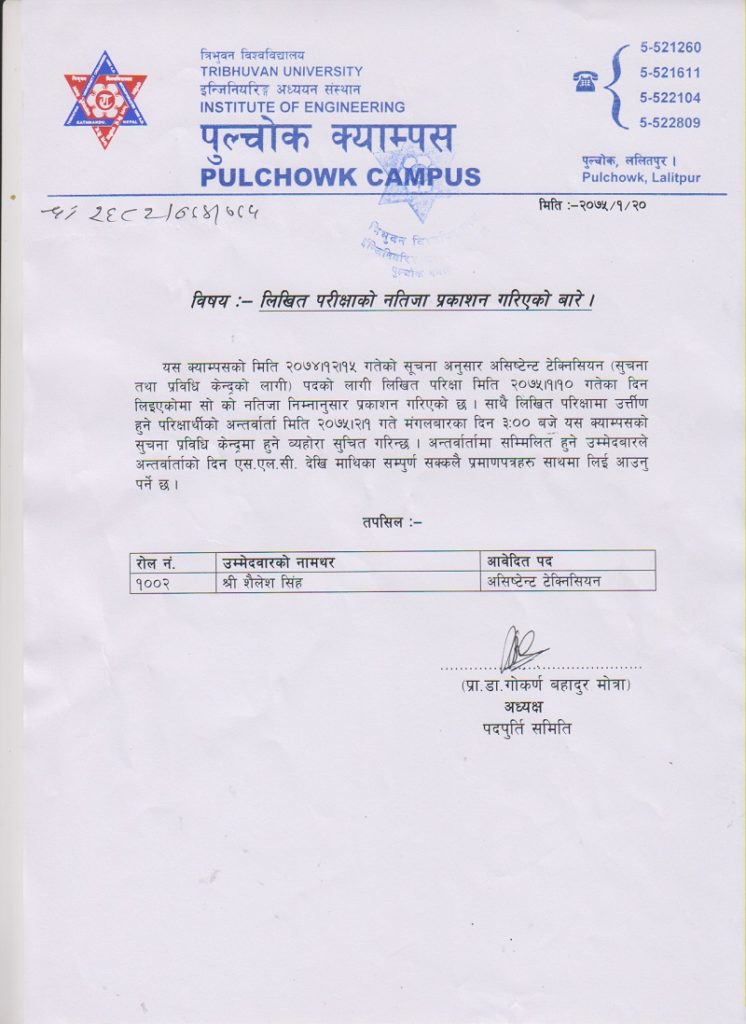 त्रिभुवन विश्वविद्यालय
TRIBHUVAN UNIVERSITY
इन्जिनियरिङ्ग अध्ययन संस्थान
INSTITUTE OF ENGINEERING
पुल्चोक क्याम्पस
PULCHOWK CAMPUS
5-521260
5-521611
5-522104
5-522809
पुल्चोक, ललितपुर ।
Pulchowk, Lalitpur
२६८२/०७४/०७५
मिति :–२०७५/१/२०
त्रिभुवन
पुल्चोक
विषय :– लिखित परीक्षाको नतिजा प्रकाशन गरिएको बारे ।
यस क्याम्पसको मिति २०७४।१२।१५ गतेको सूचना अनुसार असिष्टेन्ट टेक्निसियन (सुचना
तथा प्रविधि केन्द्रको लागी) पदको लागी लिखित परिक्षा मिति २०७५।१।१० गतेका दिन
लिइएकोमा सो को नतिजा निम्नानुसार प्रकाशन गरिएको छ । साथै लिखित परिक्षामा उर्त्तीण
हुने परिक्षार्थीको अन्तर्वार्ता मिति २०७५।२।१ गते मंगलबारका दिन ३:०० बजे यस क्याम्पसको
सुचना प्रविधि केन्द्रमा हुने व्यहोरा सुचित गरिन्छ । अन्तर्वार्तामा सम्मिलित हुने उम्मेदबारले
अन्तर्वार्ताको दिन एस.एल.सी. देखि माथिका सम्पुर्ण सक्कलै प्रमाणपत्रहरु साथमा लिई आउनु
पर्ने छ ।
तपसिल :–
रोल नं. उम्मेदवारको नामथर आवेदित पद
१००२ श्री शैलेश सिंह असिष्टेन्ट टेक्निसियन
(प्रा.डा.गोकर्ण बहादुर मोत्रा)
अध्यक्ष
पदपुर्ति समिति